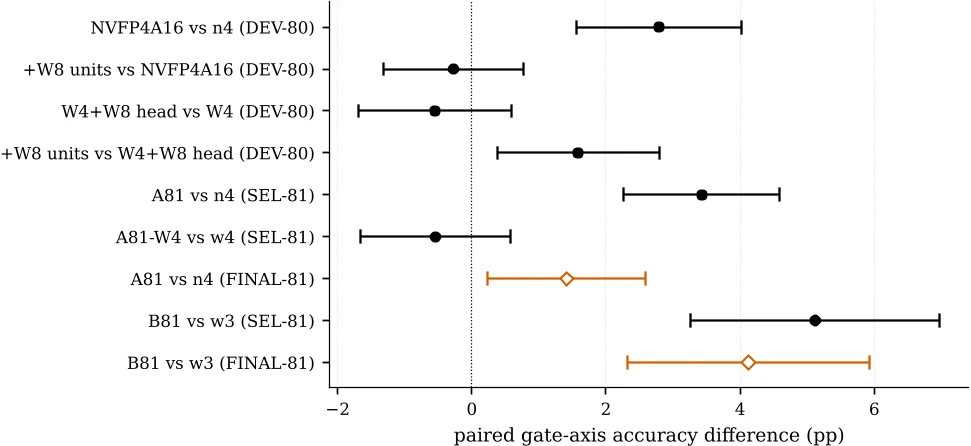 NVFP4A16 vs n4 (DEV-80)
+W8 units vs NVFP4A16 (DEV-80)
W4+W8 head vs W4 (DEV-80)
+W8 units vs W4+W8 head (DEV-80)
A81 vs n4 (SEL-81)
A81-W4 vs w4 (SEL-81)
A81 vs n4 (FINAL-81)
B81 vs w3 (SEL-81)
B81 vs w3 (FINAL-81)
−2 0 2 4 6
paired gate-axis accuracy difference (pp)